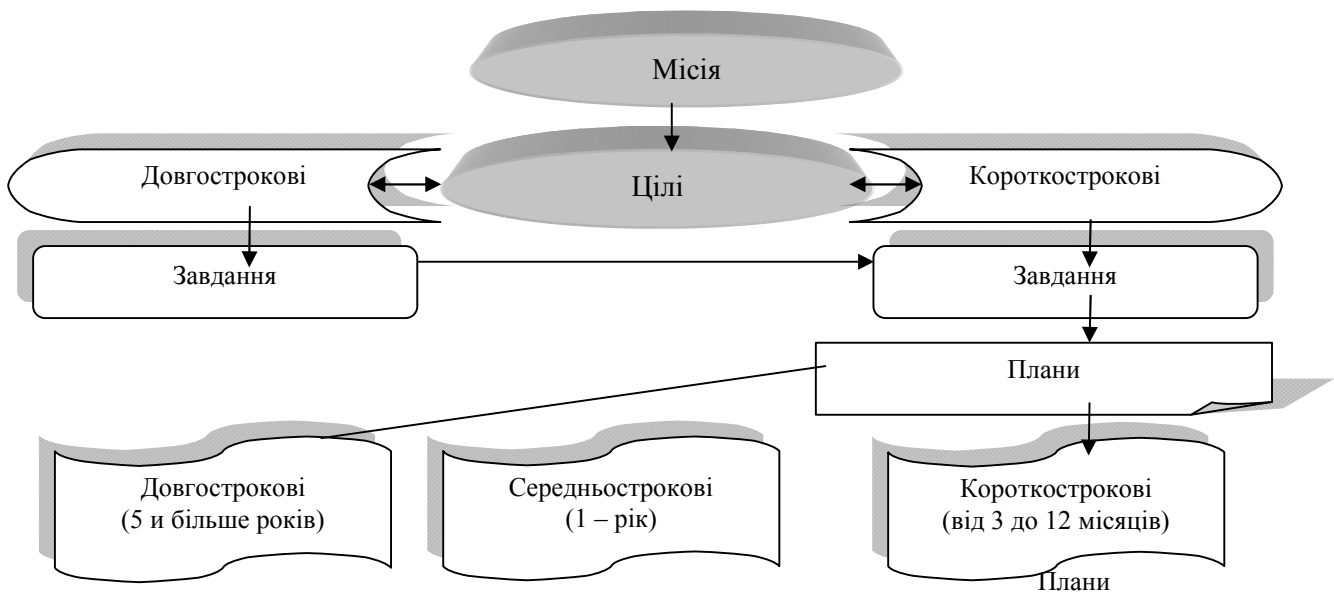 Місія
Довгострокові
Цілі
Короткострокові
Завдання
Завдання
Плани
Довгострокові
(5 и більше років)
Середньострокові
(1 – рік)
Короткострокові
(від 3 до 12 місяців)
Плани